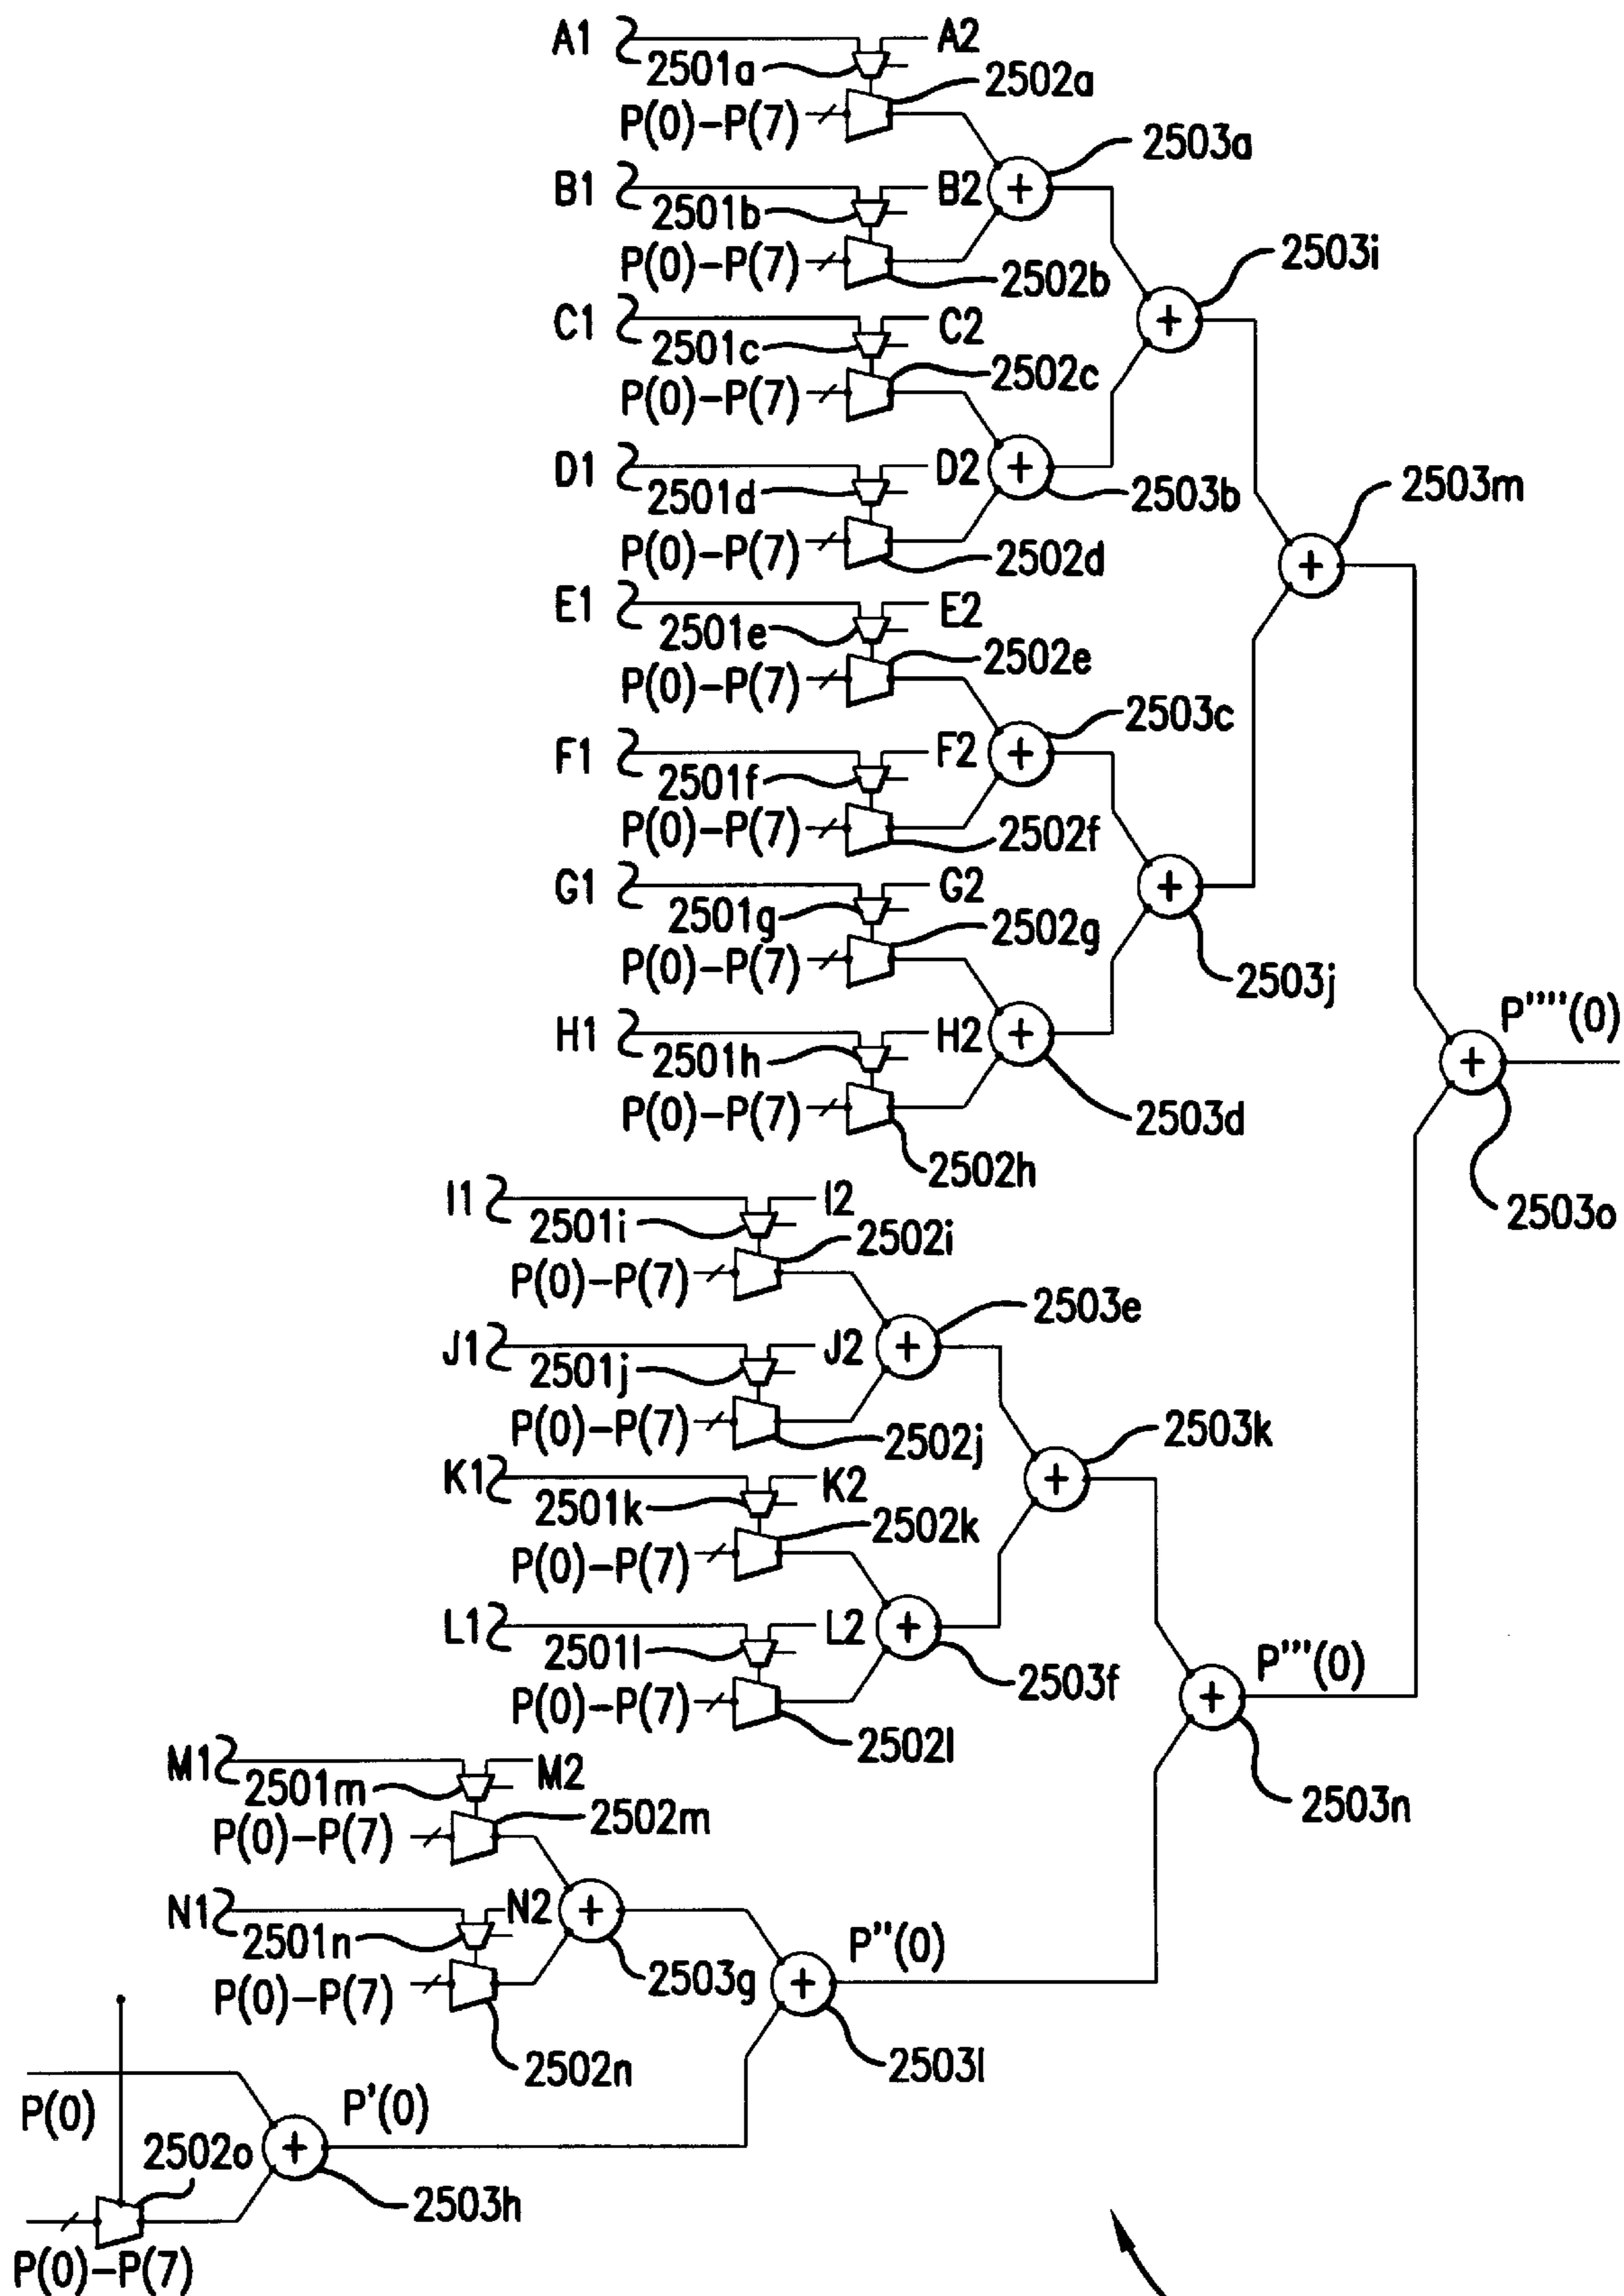 A1 A2
2501a 2502a
P(0)-P(7)
2503a
B1 B2
2501b
P(0)-P(7) 2502b
2503i
C1 C2
2501c 2502c
P(0)-P(7)
D1 D2
2501d 2503b 2503m
P(0)-P(7) 2502d
E1 E2
2501e 2502e
P(0)-P(7)
2503c
F1 F2
2501f
P(0)-P(7) 2502f
G1 G2
2501g 2502g
P(0)-P(7) 2503j
P''''(0)
H1 H2
2501h
P(0)-P(7) 2503d
2502h
I1 I2 2503o
2501i 2502i
P(0)-P(7)
2503e
J1 J2
2501j
P(0)-P(7) 2502j 2503k
K1 K2
2501k 2502k
P(0)-P(7)
L1 L2
2501l 2503f P'''(0)
P(0)-P(7) 2502l
M1 M2
2501m 2502m 2503n
P(0)-P(7)
N1 N2
2501n P''(0)
P(0)-P(7) 2503g
2502n 2503l
P(0) P'(0)
2502o
2503h
P(0)-P(7)